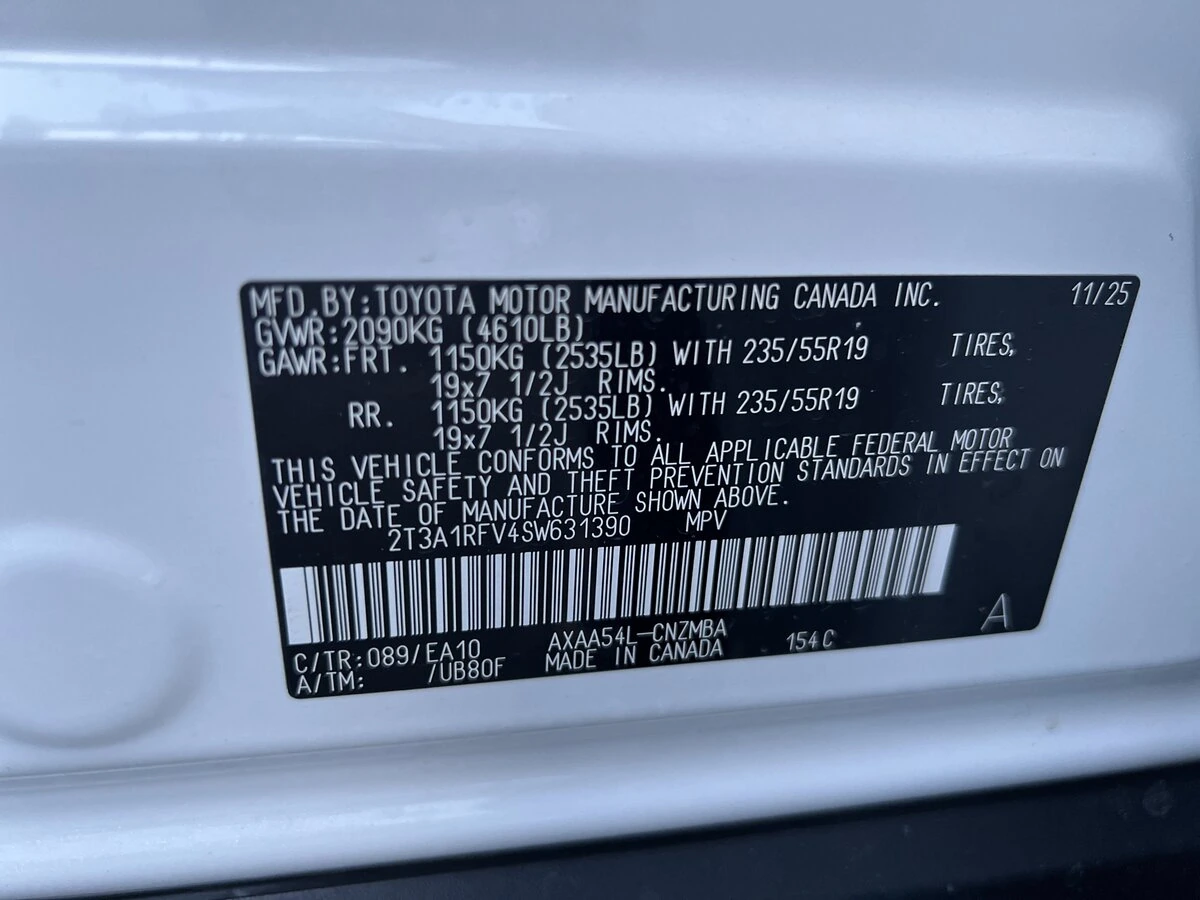 MFD.BY:TOYOTA MOTOR MANUFACTURING CANADA INC. 11/25
GVWR:2090KG (4610LB)
GAWR:FRT. 1150KG (2535LB) WITH 235/55R19 TIRES,
19x7 1/2J RIMS.
RR. 1150KG (2535LB) WITH 235/55R19 TIRES,
19x7 1/2J RIMS.
THIS VEHICLE CONFORMS TO ALL APPLICABLE FEDERAL MOTOR
VEHICLE SAFETY AND THEFT PREVENTION STANDARDS IN EFFECT ON
THE DATE OF MANUFACTURE SHOWN ABOVE.
2T3A1RFV4SW631390 MPV
C/TR:089/EA10 AXAA54L-CNZMBA 154C A
A/TM: /UB80F MADE IN CANADA